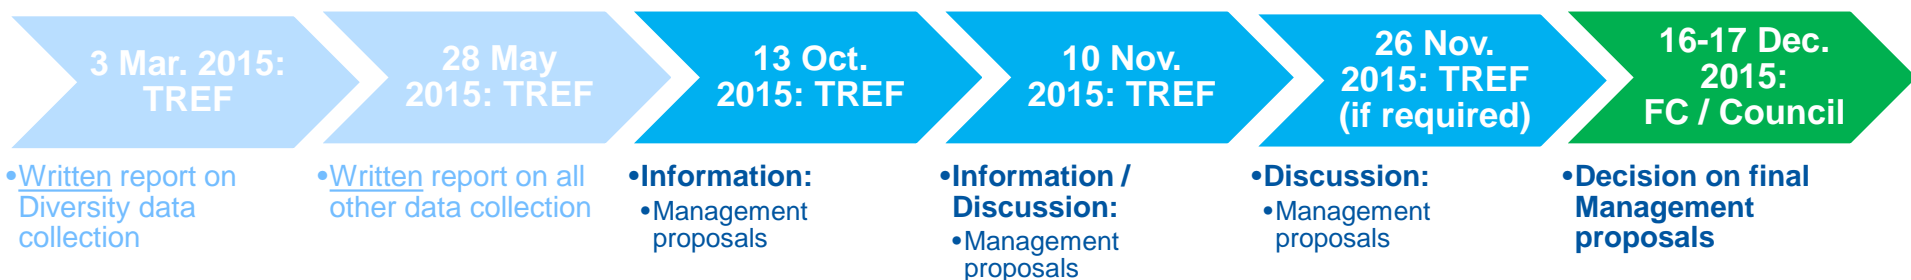 3 Mar. 2015:
TREF
•Written report on
Diversity data
collection
28 May
2015: TREF
•Written report on all
other data collection
13 Oct.
2015: TREF
•Information:
•Management
proposals
10 Nov.
2015: TREF
•Information /
Discussion:
•Management
proposals
26 Nov.
2015: TREF
(if required)
•Discussion:
•Management
proposals
16-17 Dec.
2015:
FC / Council
•Decision on final
Management
proposals